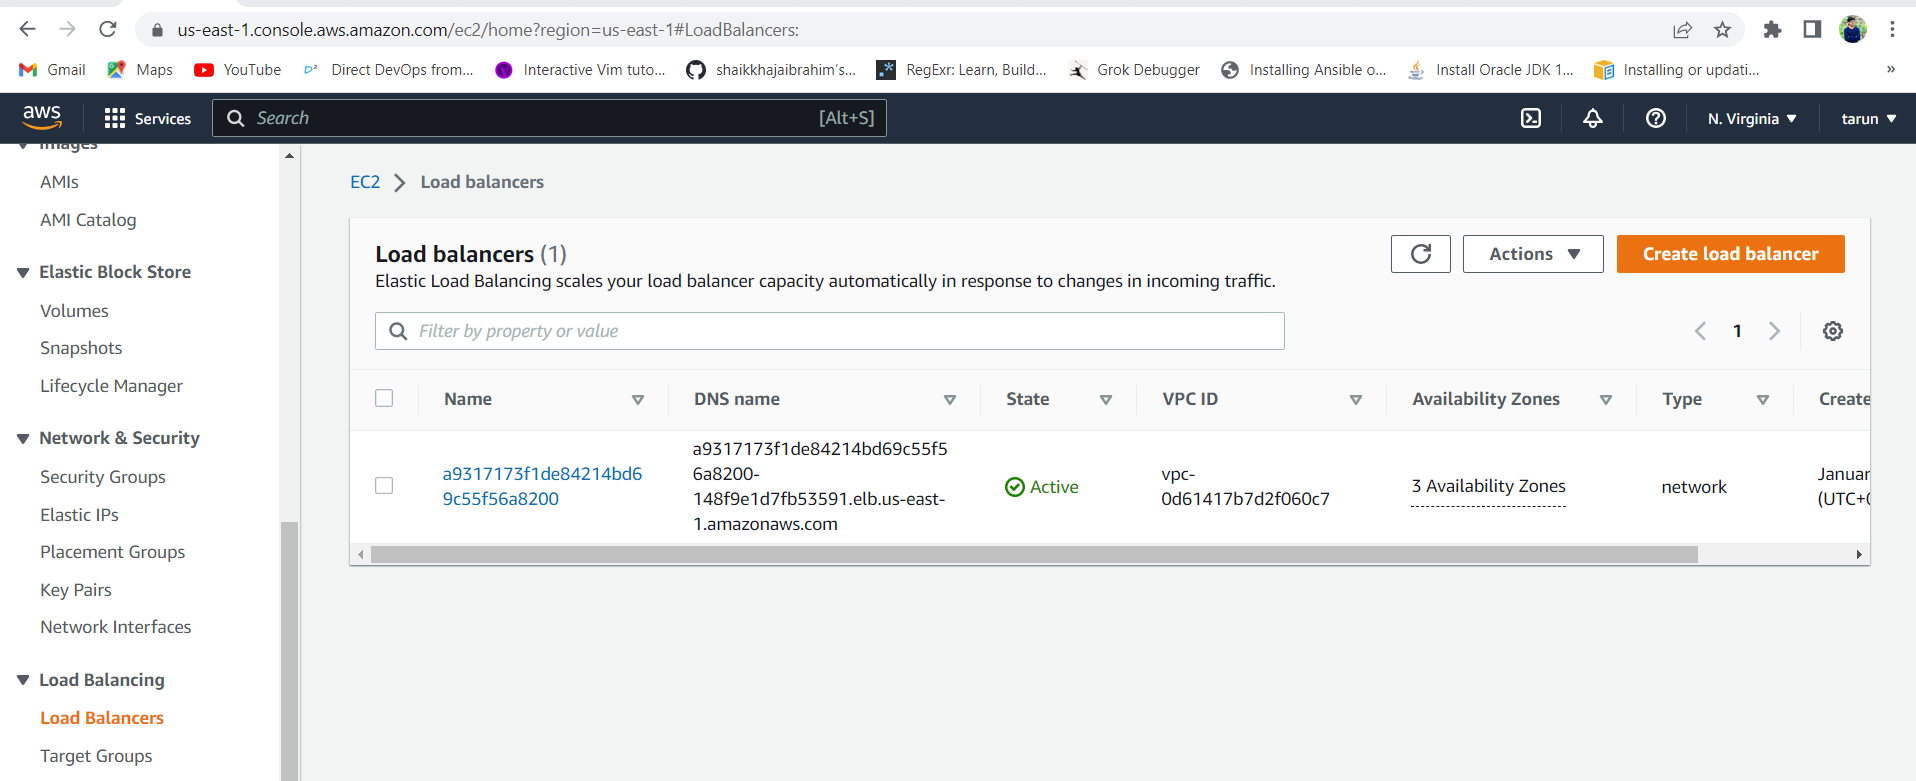 us-east-1.console.aws.amazon.com/ec2/home?region=us-east-1#LoadBalancers:
Gmail Maps YouTube D² Direct DevOps from... Interactive Vim tuto... shaikkhajaibrahim's... RegExr: Learn, Build... Grok Debugger Installing Ansible o... Install Oracle JDK 1... Installing or updati... »
aws Services Search [Alt+S] N. Virginia tarun
Images
AMIs
AMI Catalog
Elastic Block Store
Volumes
Snapshots
Lifecycle Manager
Network & Security
Security Groups
Elastic IPs
Placement Groups
Key Pairs
Network Interfaces
Load Balancing
Load Balancers
Target Groups
EC2 Load balancers
Load balancers (1)
Elastic Load Balancing scales your load balancer capacity automatically in response to changes in incoming traffic.
Actions Create load balancer
Filter by property or value
1
Name DNS name State VPC ID Availability Zones Type Create
a9317173f1de84214bd6
9c55f56a8200
a9317173f1de84214bd69c55f5
6a8200-
148f9e1d7fb53591.elb.us-east-
1.amazonaws.com
Active
vpc-
0d61417b7d2f060c7
3 Availability Zones
network
Januar
(UTC+0